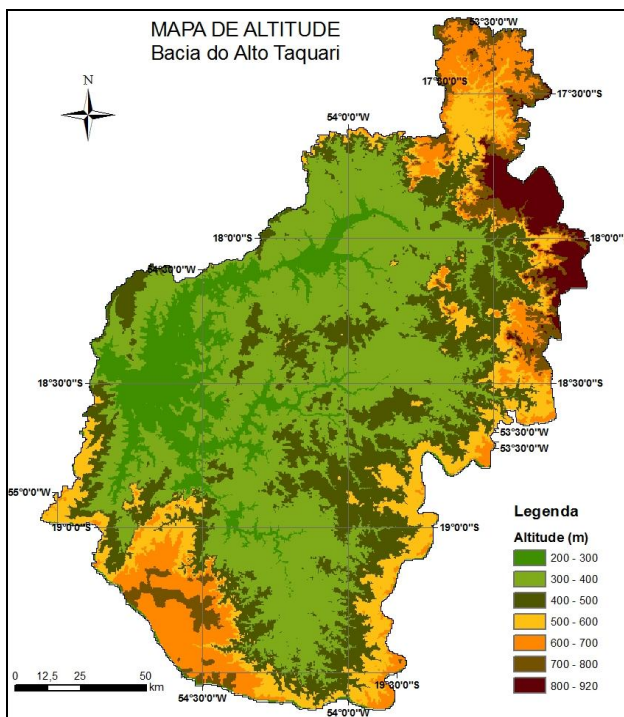 MAPA DE ALTITUDE
Bacia do Alto Taquari
N
53°30'0"W
17°30'0"S
17°30'0"S
54°0'0"W
18°0'0"S
18°0'0"S
54°30'0"W
18°30'0"S
18°30'0"S
53°30'0"W
53°30'0"W
55°0'0"W
19°0'0"S
19°0'0"S
Legenda
Altitude (m)
200 - 300
300 - 400
400 - 500
500 - 600
600 - 700
700 - 800
800 - 920
0 12,5 25 50
km
19°30'0"S
54°30'0"W
54°0'0"W